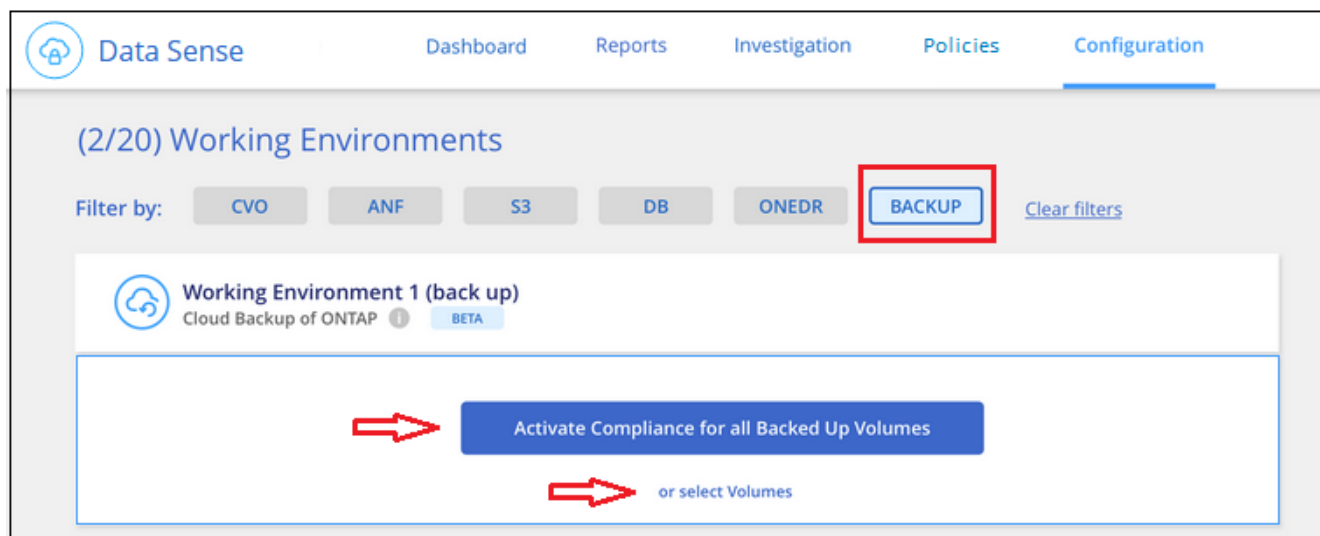 Data Sense Dashboard Reports Investigation Policies Configuration
(2/20) Working Environments
Filter by: CVO ANF S3 DB ONEDR BACKUP Clear filters
Working Environment 1 (back up)
Cloud Backup of ONTAP i BETA
Activate Compliance for all Backed Up Volumes
or select Volumes